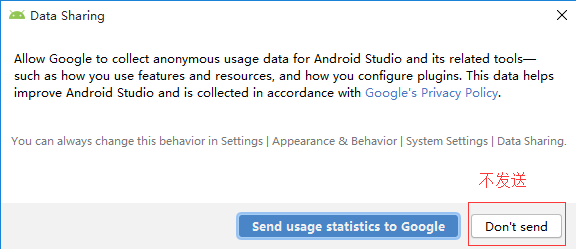 Data Sharing
Allow Google to collect anonymous usage data for Android Studio and its related tools—
such as how you use features and resources, and how you configure plugins. This data helps
improve Android Studio and is collected in accordance with Google's Privacy Policy.
You can always change this behavior in Settings | Appearance & Behavior | System Settings | Data Sharing.
不发送
Send usage statistics to Google
Don't send